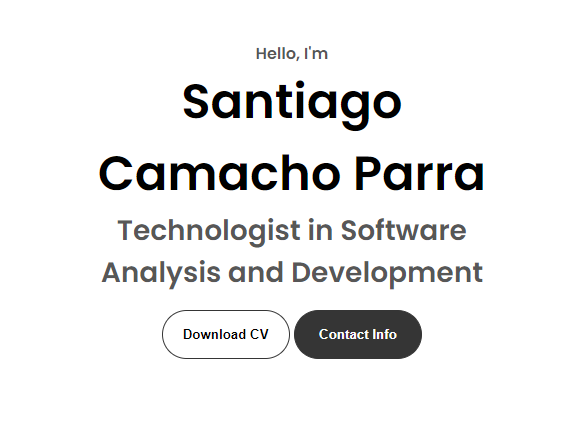 Hello, I'm
Santiago
Camacho Parra
Technologist in Software
Analysis and Development
Download CV
Contact Info